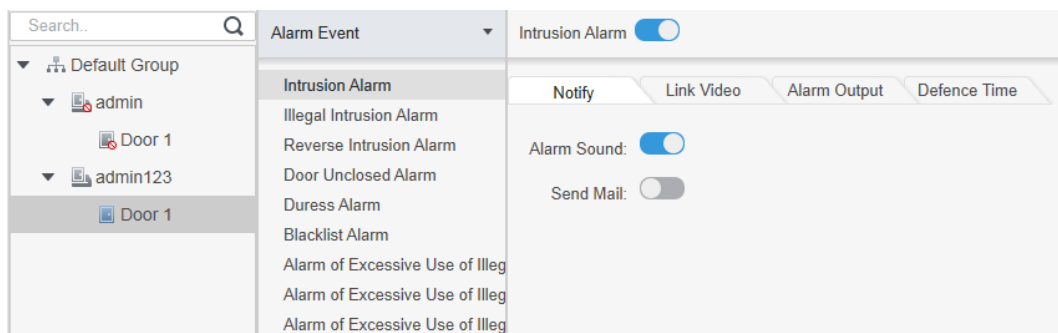 Search..
Default Group
admin
Door 1
admin123
Door 1
Alarm Event
Intrusion Alarm
Illegal Intrusion Alarm
Reverse Intrusion Alarm
Door Unclosed Alarm
Duress Alarm
Blacklist Alarm
Alarm of Excessive Use of Illeg
Alarm of Excessive Use of Illeg
Alarm of Excessive Use of Illeg
Intrusion Alarm
Notify Link Video Alarm Output Defence Time
Alarm Sound:
Send Mail: